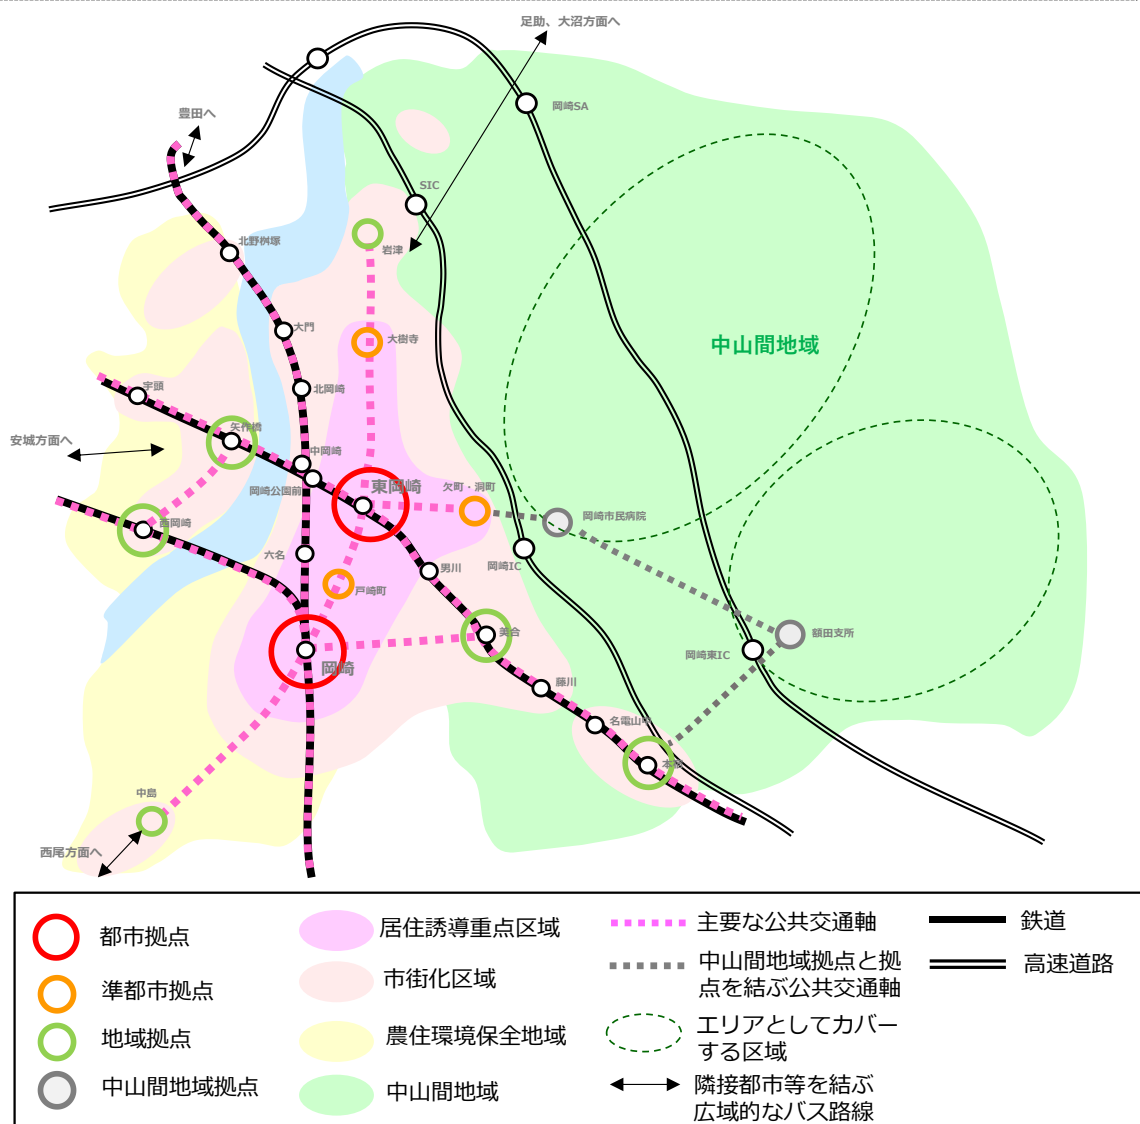 足助、大沼方面へ
岡崎SA
豊田へ
SIC
北野桝塚
岩津
大門
大樹寺
中山間地域
宇頭
北岡崎
矢作橋
安城方面へ
中岡崎
岡崎公園前
東岡崎
欠町・洞町
岡崎市民病院
西岡崎
六名
男川
岡崎IC
戸崎町
美合
額田支所
岡崎東IC
岡崎
藤川
名電山中
本宿
中島
西尾方面へ
都市拠点
準都市拠点
地域拠点
中山間地域拠点
居住誘導重点区域
市街化区域
農住環境保全地域
中山間地域
主要な公共交通軸
中山間地域拠点と拠
点を結ぶ公共交通軸
エリアとしてカバー
する区域
隣接都市等を結ぶ
広域的なバス路線
鉄道
高速道路